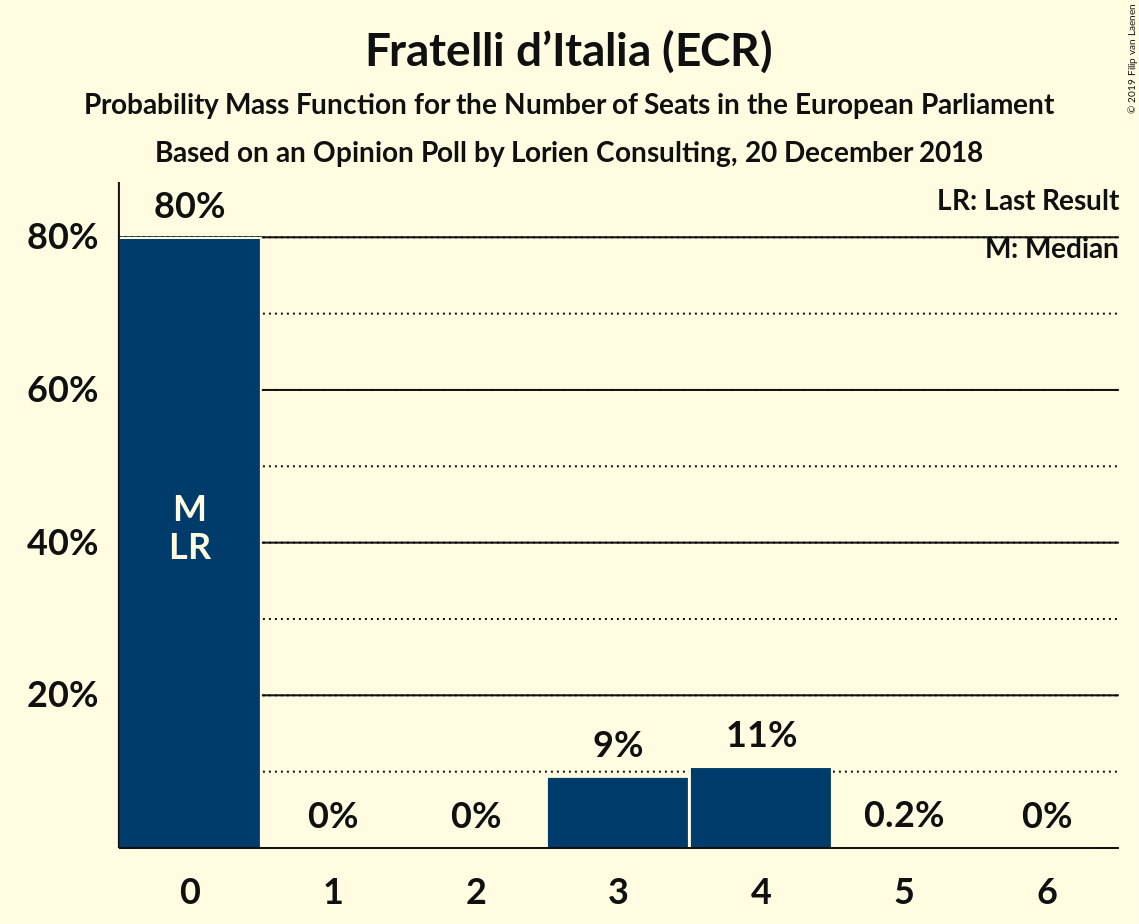 Fratelli d’Italia (ECR)
Probability Mass Function for the Number of Seats in the European Parliament
Based on an Opinion Poll by Lorien Consulting, 20 December 2018
© 2019 Filip van Laenen
LR: Last Result
M: Median
80%
60%
40%
20%
80%
M
LR
0%
0%
9%
11%
0.2%
0%
0 1 2 3 4 5 6